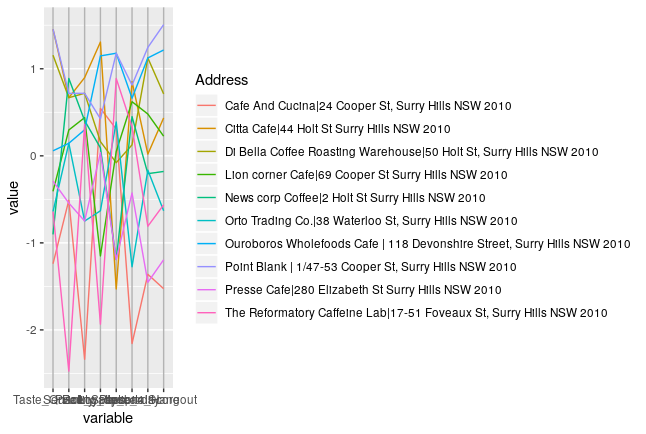 Address
Cafe And Cucina|24 Cooper St, Surry Hills NSW 2010
Citta Cafe|44 Holt St Surry Hills NSW 2010
Di Bella Coffee Roasting Warehouse|50 Holt St, Surry Hills NSW 2010
Lion corner Cafe|69 Cooper St Surry Hills NSW 2010
News corp Coffee|2 Holt St Surry Hills NSW 2010
Orto Trading Co.|38 Waterloo St, Surry Hills NSW 2010
Ouroboros Wholefoods Cafe | 118 Devonshire Street, Surry Hills NSW 2010
Point Blank | 1/47-53 Cooper St, Surry Hills NSW 2010
Presse Cafe|280 Elizabeth St Surry Hills NSW 2010
The Reformatory Caffeine Lab|17-51 Foveaux St, Surry Hills NSW 2010
value
1
0
-1
-2
variable